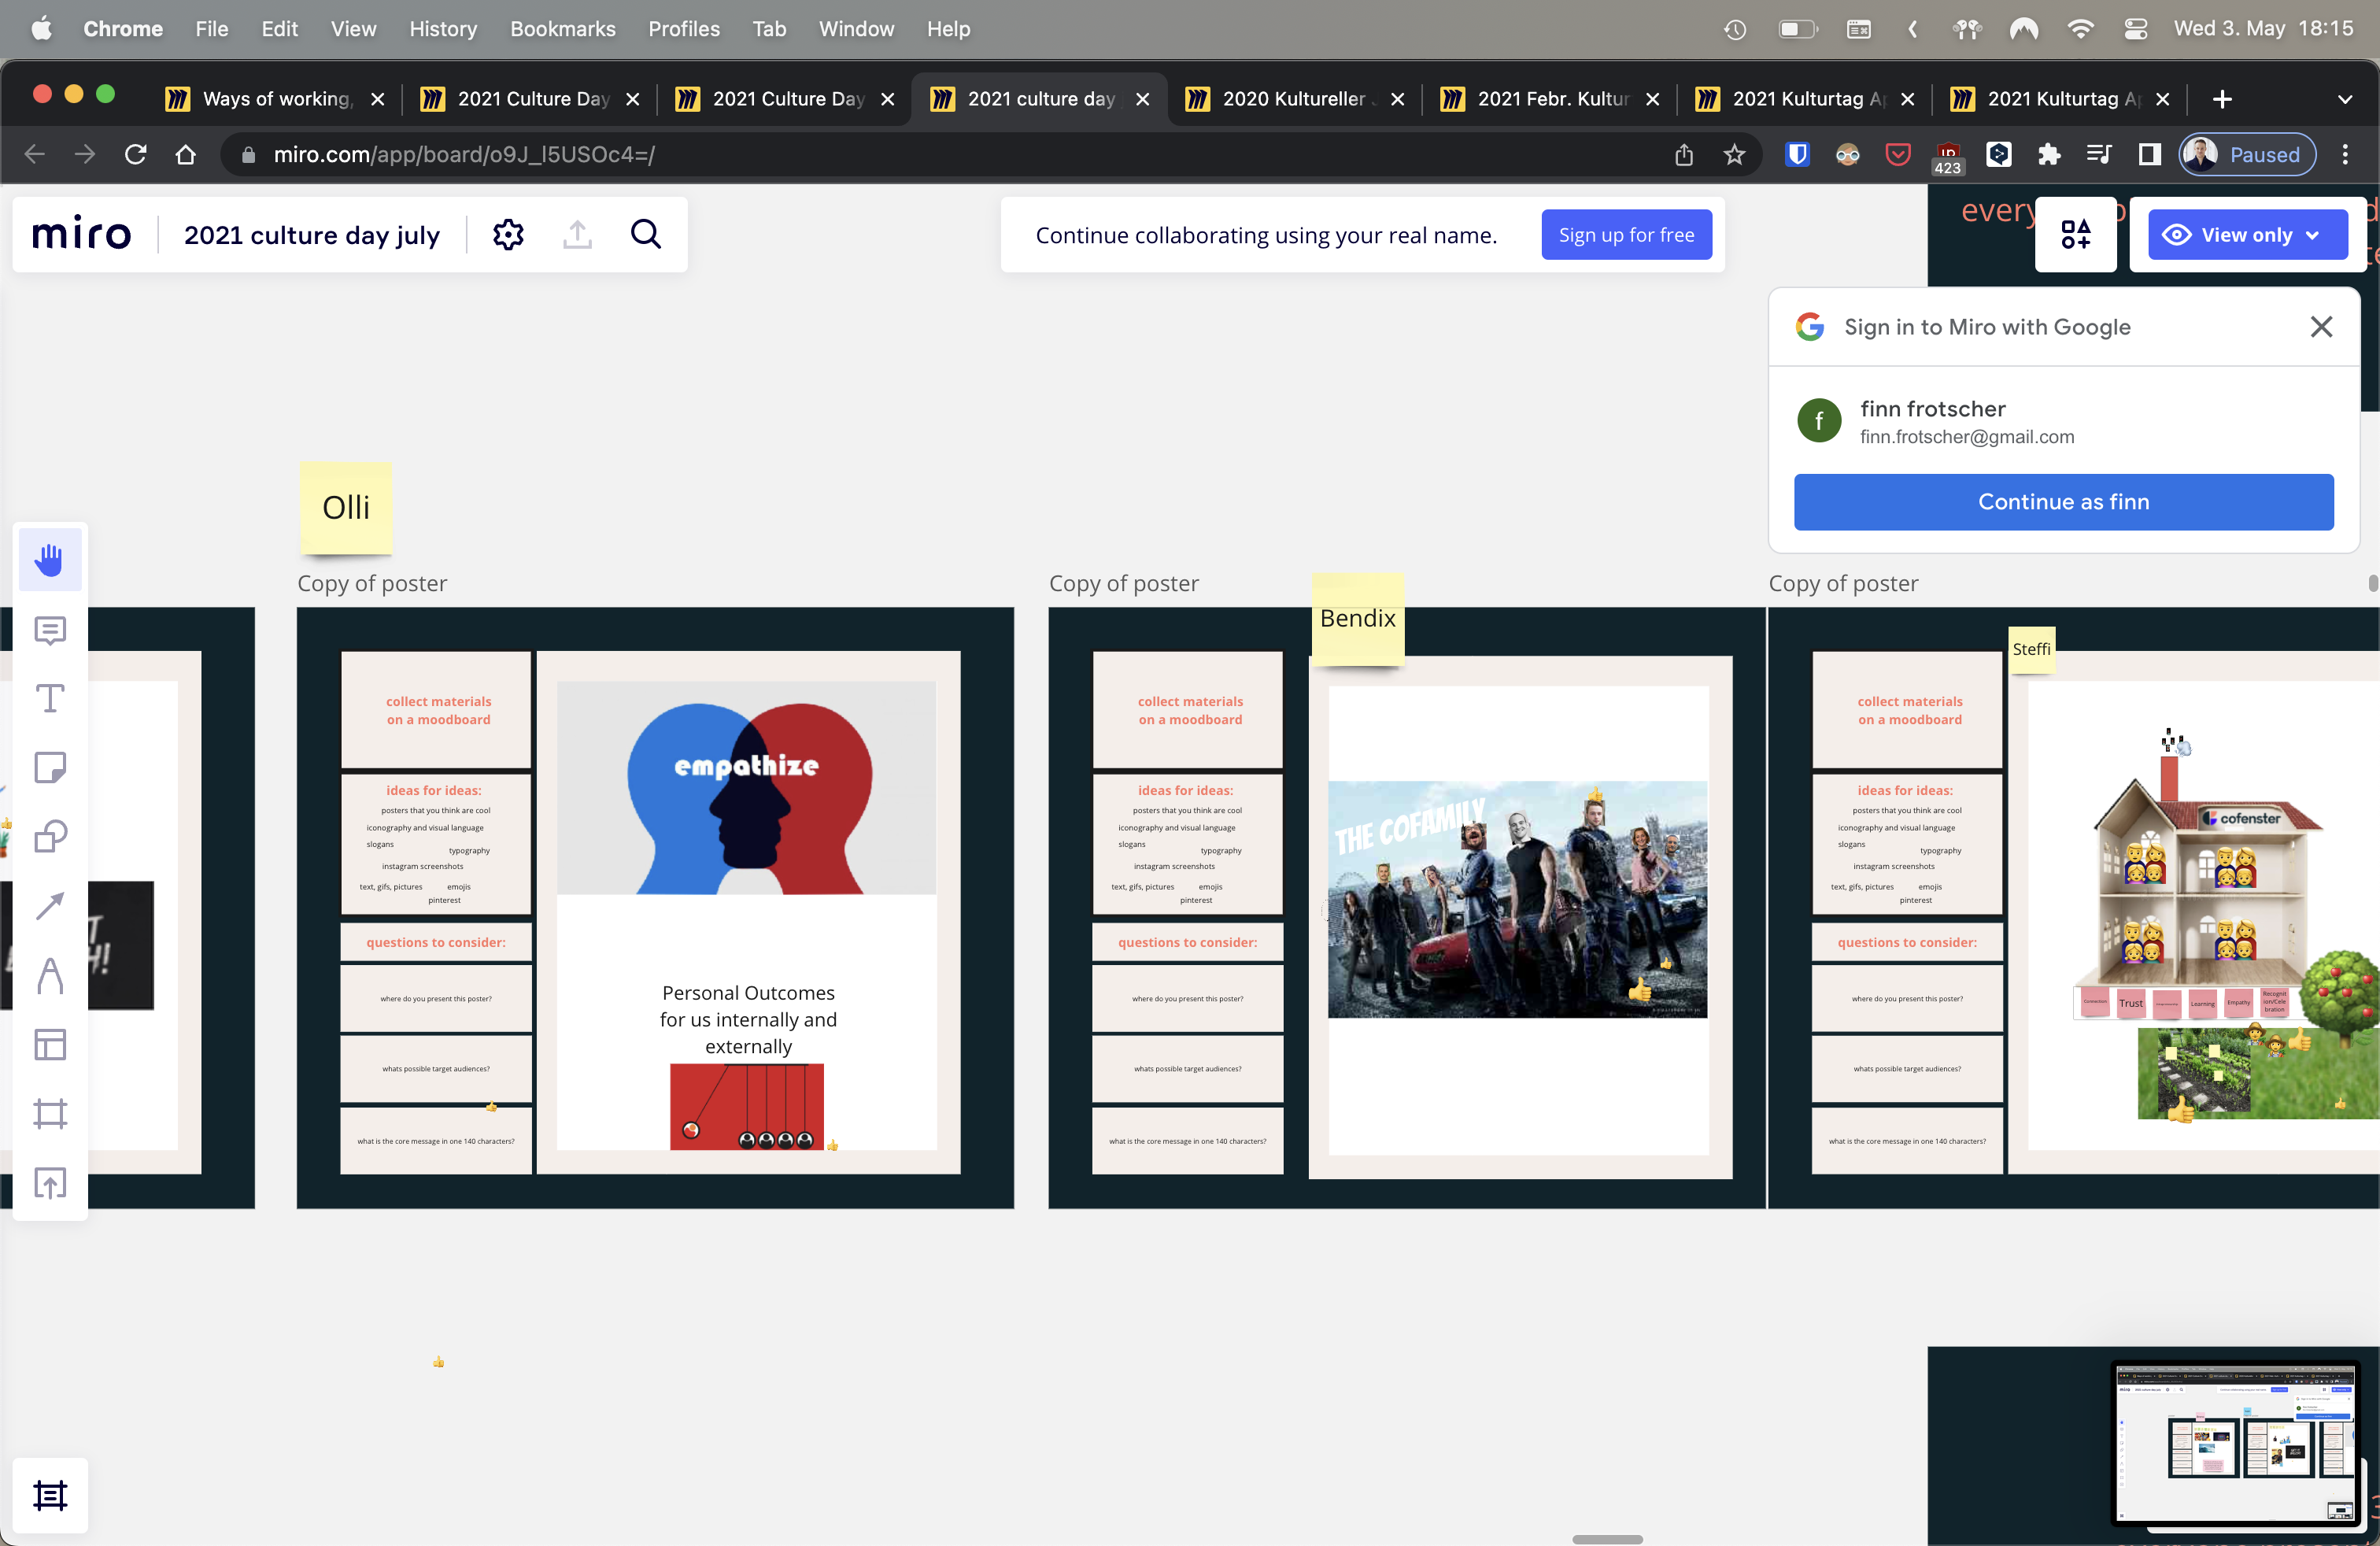 Chrome File Edit View History Bookmarks Profiles Tab Window Help
Wed 3. May 18:15
Ways of working,
2021 Culture Day
2021 Culture Day
2021 culture day
2020 Kultureller
2021 Febr. Kultur
2021 Kulturtag
2021 Kulturtag
miro.com/app/board/o9J_l5USOc4=/
423
Paused
miro
2021 culture day july
Continue collaborating using your real name.
Sign up for free
View only
Sign in to Miro with Google
f
finn frotscher
finn.frotscher@gmail.com
Continue as finn
Olli
Copy of poster
collect materials
on a moodboard
ideas for ideas:
posters that you think are cool
iconography and visual language
slogans
typography
instagram screenshots
text, gifs, pictures emojis
pinterest
questions to consider:
where do you present this poster?
whats possible target audiences?
what is the core message in one 140 characters?
empathize
Personal Outcomes
for us internally and
externally
Copy of poster
Bendix
collect materials
on a moodboard
ideas for ideas:
posters that you think are cool
iconography and visual language
slogans
typography
instagram screenshots
text, gifs, pictures emojis
pinterest
questions to consider:
where do you present this poster?
whats possible target audiences?
what is the core message in one 140 characters?
THE COFAMILY
Copy of poster
Steffi
collect materials
on a moodboard
ideas for ideas:
posters that you think are cool
iconography and visual language
slogans
typography
instagram screenshots
text, gifs, pictures emojis
pinterest
questions to consider:
where do you present this poster?
whats possible target audiences?
what is the core message in one 140 characters?
cofenster
Trust
Learning
Empathy
Recognit
ion/Cele
bration